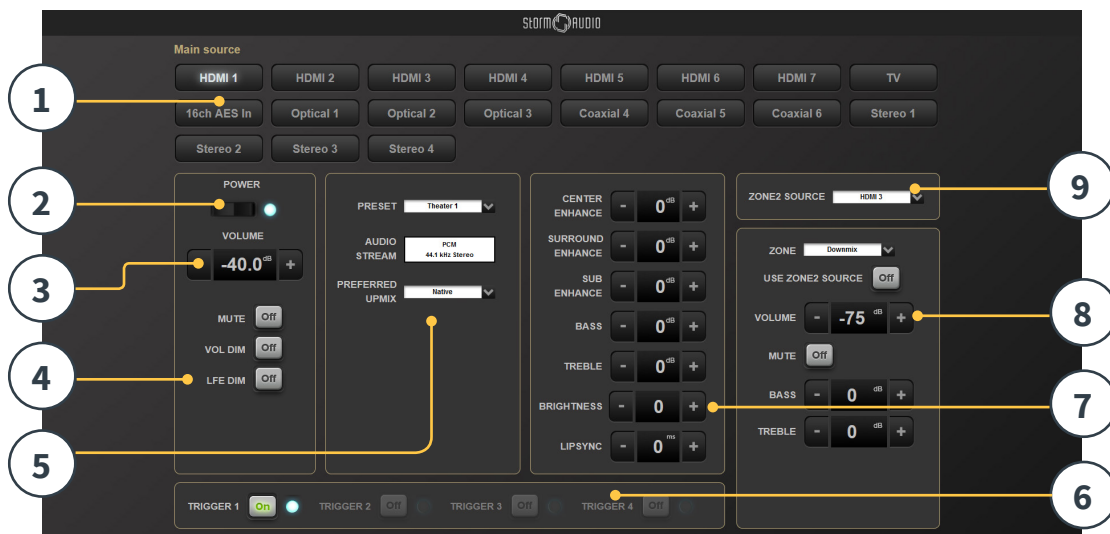 StormAUDIO
Main source
HDMI 1 HDMI 2 HDMI 3 HDMI 4 HDMI 5 HDMI 6 HDMI 7 TV
16ch AES In Optical 1 Optical 2 Optical 3 Coaxial 4 Coaxial 5 Coaxial 6 Stereo 1
Stereo 2 Stereo 3 Stereo 4
1
2
3
4
5
POWER
VOLUME
- -40.0 dB +
MUTE Off
VOL DIM Off
LFE DIM Off
PRESET Theater 1
AUDIO STREAM
PCM
44.1 kHz Stereo
PREFERRED UPMIX Native
CENTER ENHANCE - 0 dB +
SURROUND ENHANCE - 0 dB +
SUB ENHANCE - 0 dB +
BASS - 0 dB +
TREBLE - 0 dB +
BRIGHTNESS - 0 +
LIPSYNC - 0 ms +
ZONE2 SOURCE HDMI 3
ZONE Downmix
USE ZONE2 SOURCE Off
VOLUME - -75 dB +
MUTE Off
BASS - 0 dB +
TREBLE - 0 dB +
TRIGGER 1 On TRIGGER 2 Off TRIGGER 3 Off TRIGGER 4 Off
9
8
7
6